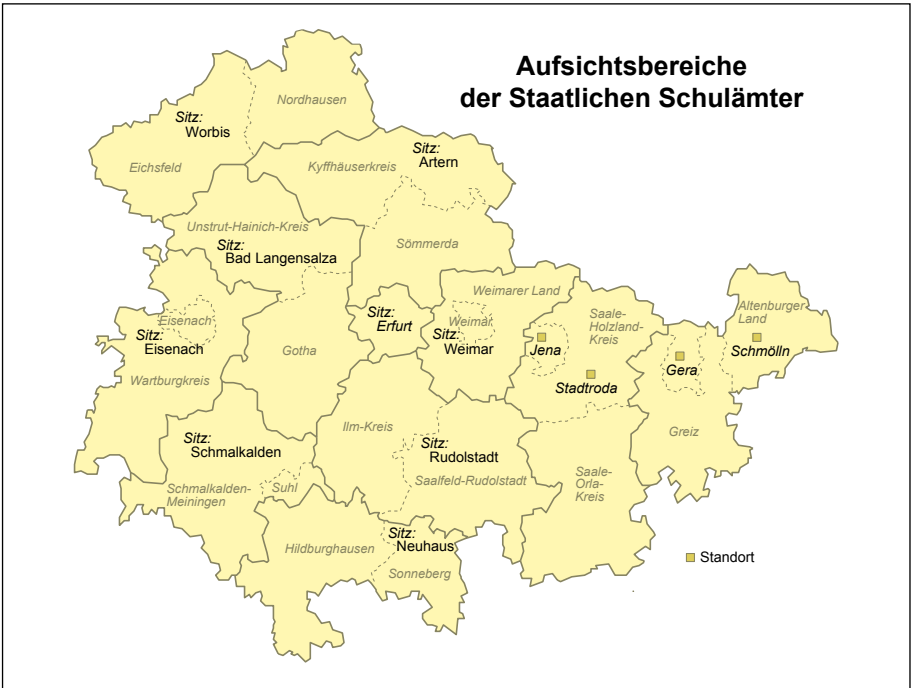 Aufsichtsbereiche
der Staatlichen Schulämter
Nordhausen
Sitz:
Worbis
Eichsfeld
Kyffhäuserkreis
Sitz:
Artern
Unstrut-Hainich-Kreis
Sitz:
Bad Langensalza
Sömmerda
Weimarer Land
Eisenach
Sitz:
Eisenach
Wartburgkreis
Gotha
Sitz:
Erfurt
Weimar
Sitz:
Weimar
Saale-
Holzland-
Kreis
Jena
Stadtroda
Altenburger
Land
Schmölln
Gera
Greiz
Ilm-Kreis
Sitz:
Schmalkalden
Sitz:
Rudolstadt
Saalfeld-Rudolstadt
Schmalkalden-
Meiningen
Suhl
Saale-
Orla-
Kreis
Hildburghausen
Sitz:
Neuhaus
Sonneberg
Standort